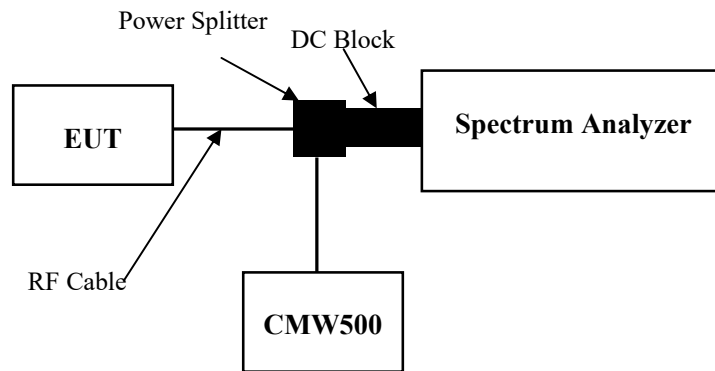 Power Splitter
DC Block
EUT
Spectrum Analyzer
RF Cable
CMW500